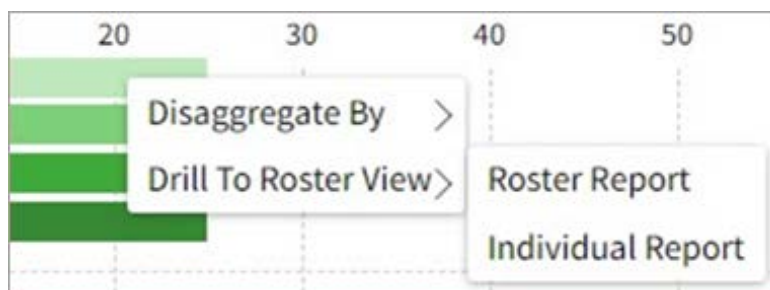 20 30 40 50
Disaggregate By
Drill To Roster View
Roster Report
Individual Report